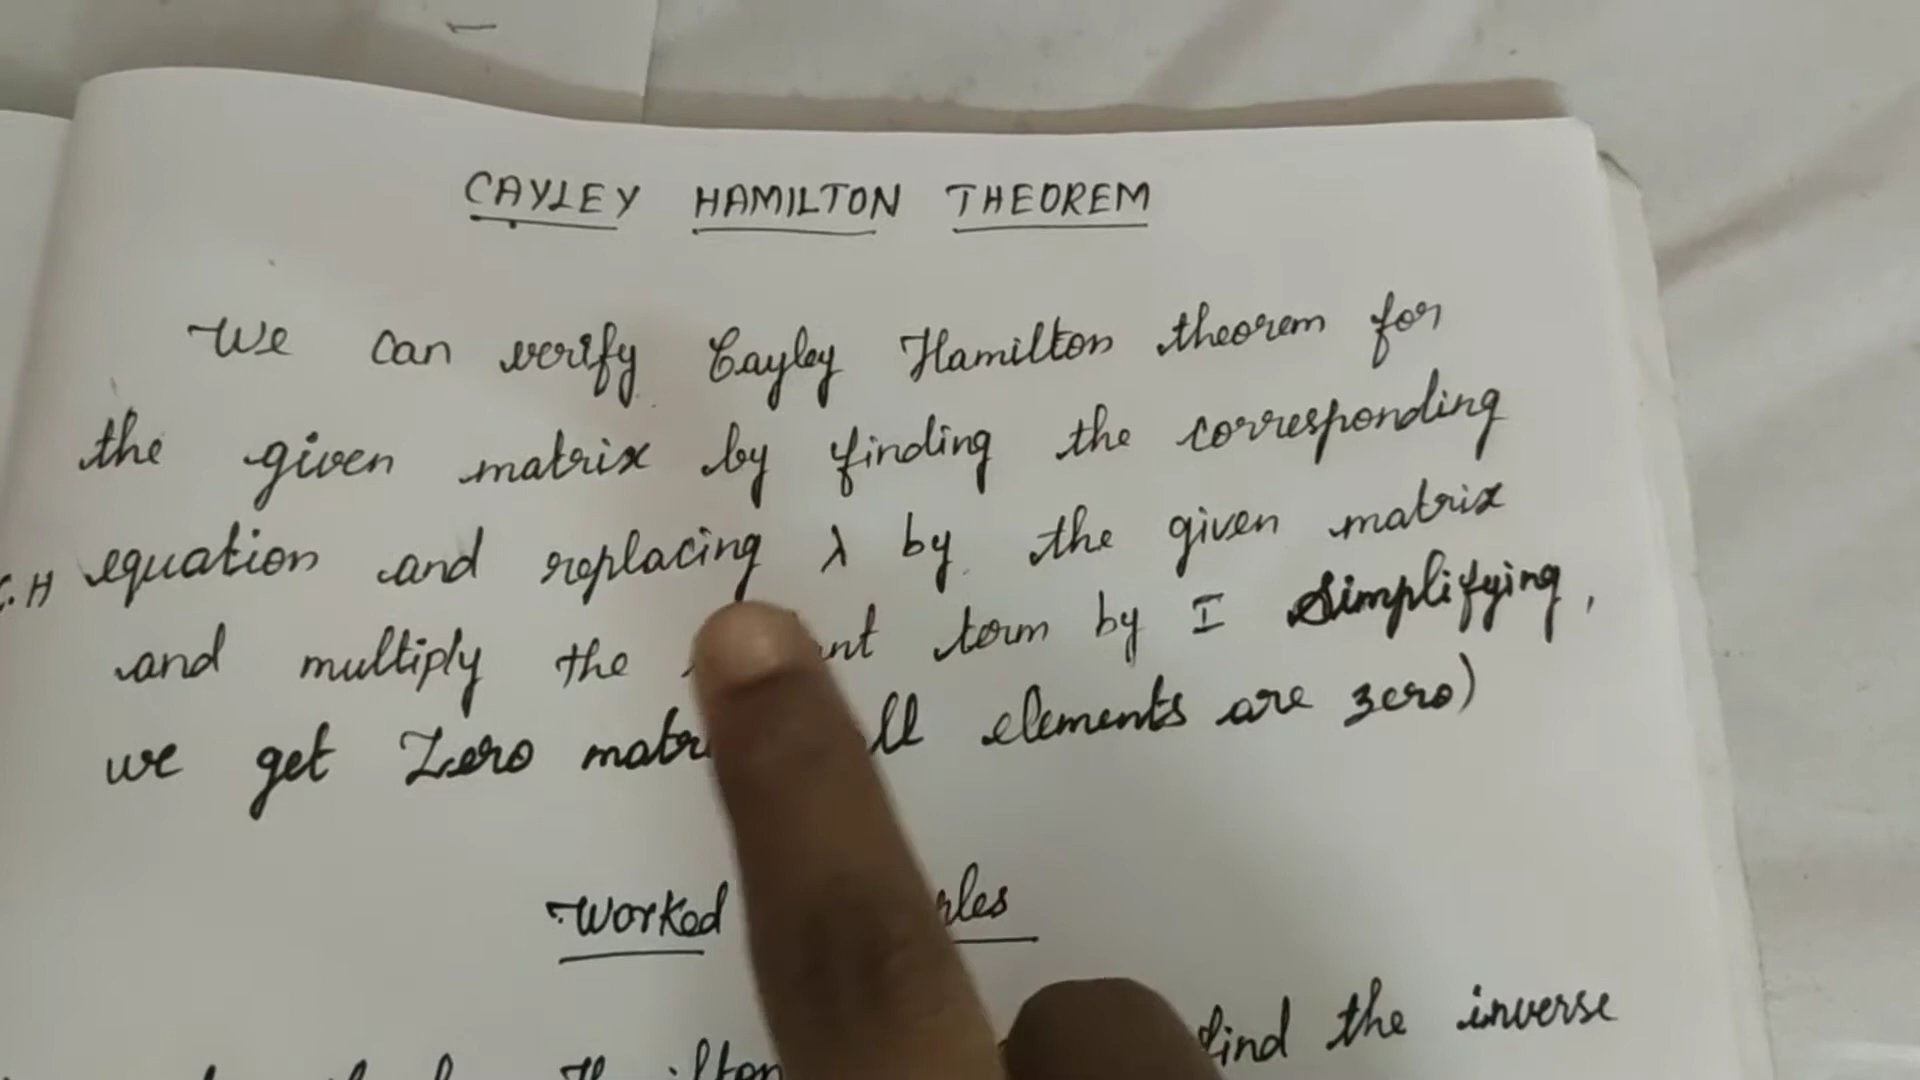 CAYLEY HAMILTON THEOREM
We can verify Cayley Hamilton theorem for
the given matrix by finding the corresponding
C.H equation and replacing λ by the given matrix
and multiply the term by I Simplifying,
we get Zero elements are zero)
Worked
find the inverse